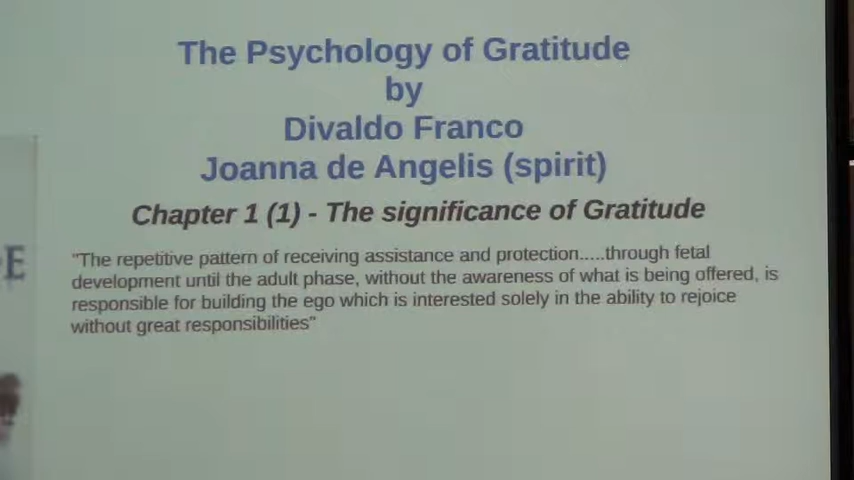 The Psychology of Gratitude
by
Divaldo Franco
Joanna de Angelis (spirit)
Chapter 1 (1) - The significance of Gratitude
"The repetitive pattern of receiving assistance and protection.....through fetal
development until the adult phase, without the awareness of what is being offered, is
responsible for building the ego which is interested solely in the ability to rejoice
without great responsibilities"
E